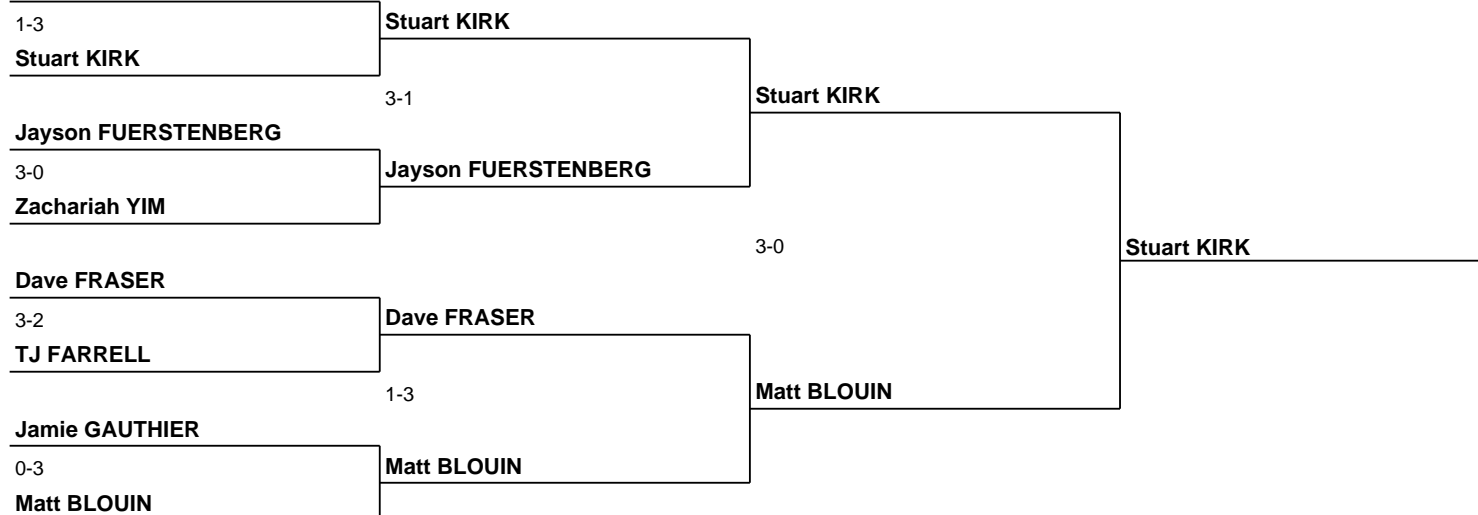 1-3
Stuart KIRK
Stuart KIRK
3-1
Stuart KIRK
Jayson FUERSTENBERG
3-0
Jayson FUERSTENBERG
Zachariah YIM
3-0
Stuart KIRK
Dave FRASER
3-2
Dave FRASER
TJ FARRELL
1-3
Matt BLOUIN
Jamie GAUTHIER
0-3
Matt BLOUIN
Matt BLOUIN